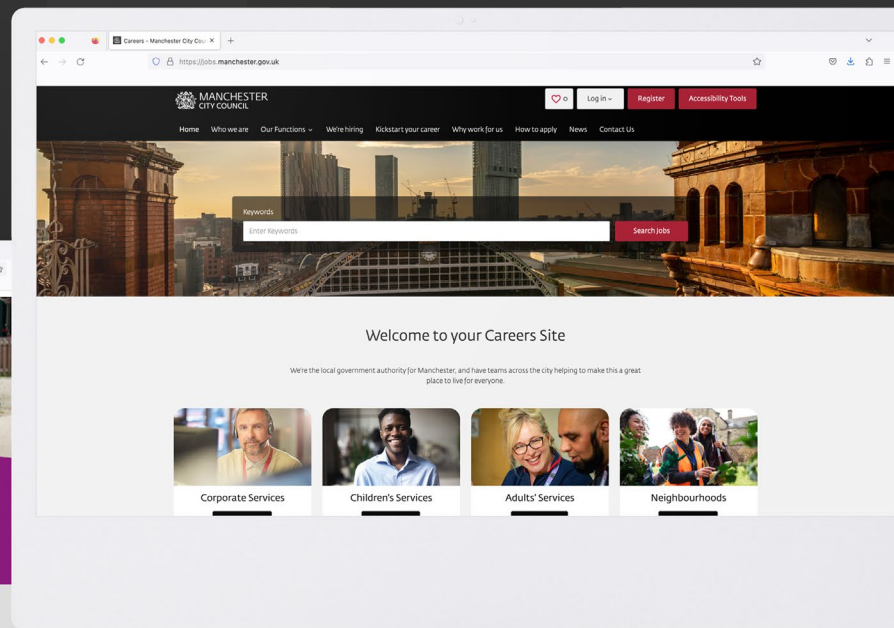 Careers - Manchester City Cou
https://jobs.manchester.gov.uk
MANCHESTER
CITY COUNCIL
0
Log in
Register
Accessibility Tools
Home Who we are Our Functions We're hiring Kickstart your career Why work for us How to apply News Contact Us
Keywords
Enter Keywords
Search Jobs
Welcome to your Careers Site
We're the local government authority for Manchester, and have teams across the city helping to make this a great
place to live for everyone.
Corporate Services
Children's Services
Adults' Services
Neighbourhoods